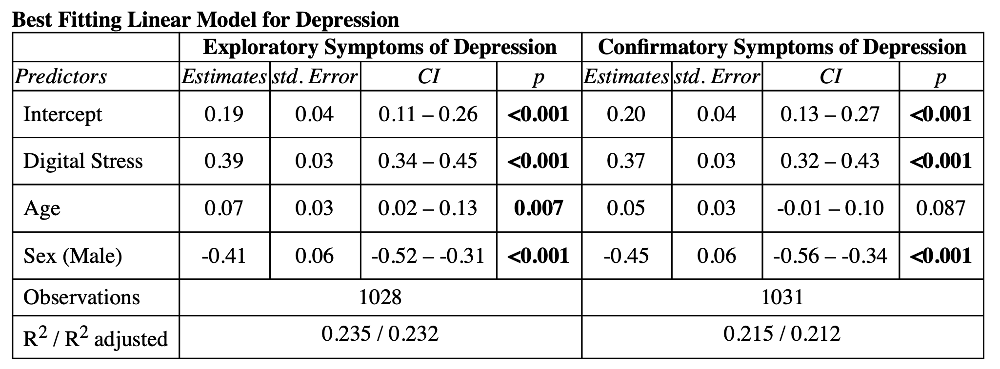 Best Fitting Linear Model for Depression
Exploratory Symptoms of Depression Confirmatory Symptoms of Depression
Predictors Estimates std. Error CI p Estimates std. Error CI p
Intercept 0.19 0.04 0.11 – 0.26 <0.001 0.20 0.04 0.13 – 0.27 <0.001
Digital Stress 0.39 0.03 0.34 – 0.45 <0.001 0.37 0.03 0.32 – 0.43 <0.001
Age 0.07 0.03 0.02 – 0.13 0.007 0.05 0.03 -0.01 – 0.10 0.087
Sex (Male) -0.41 0.06 -0.52 – -0.31 <0.001 -0.45 0.06 -0.56 – -0.34 <0.001
Observations 1028 1031
R² / R² adjusted 0.235 / 0.232 0.215 / 0.212